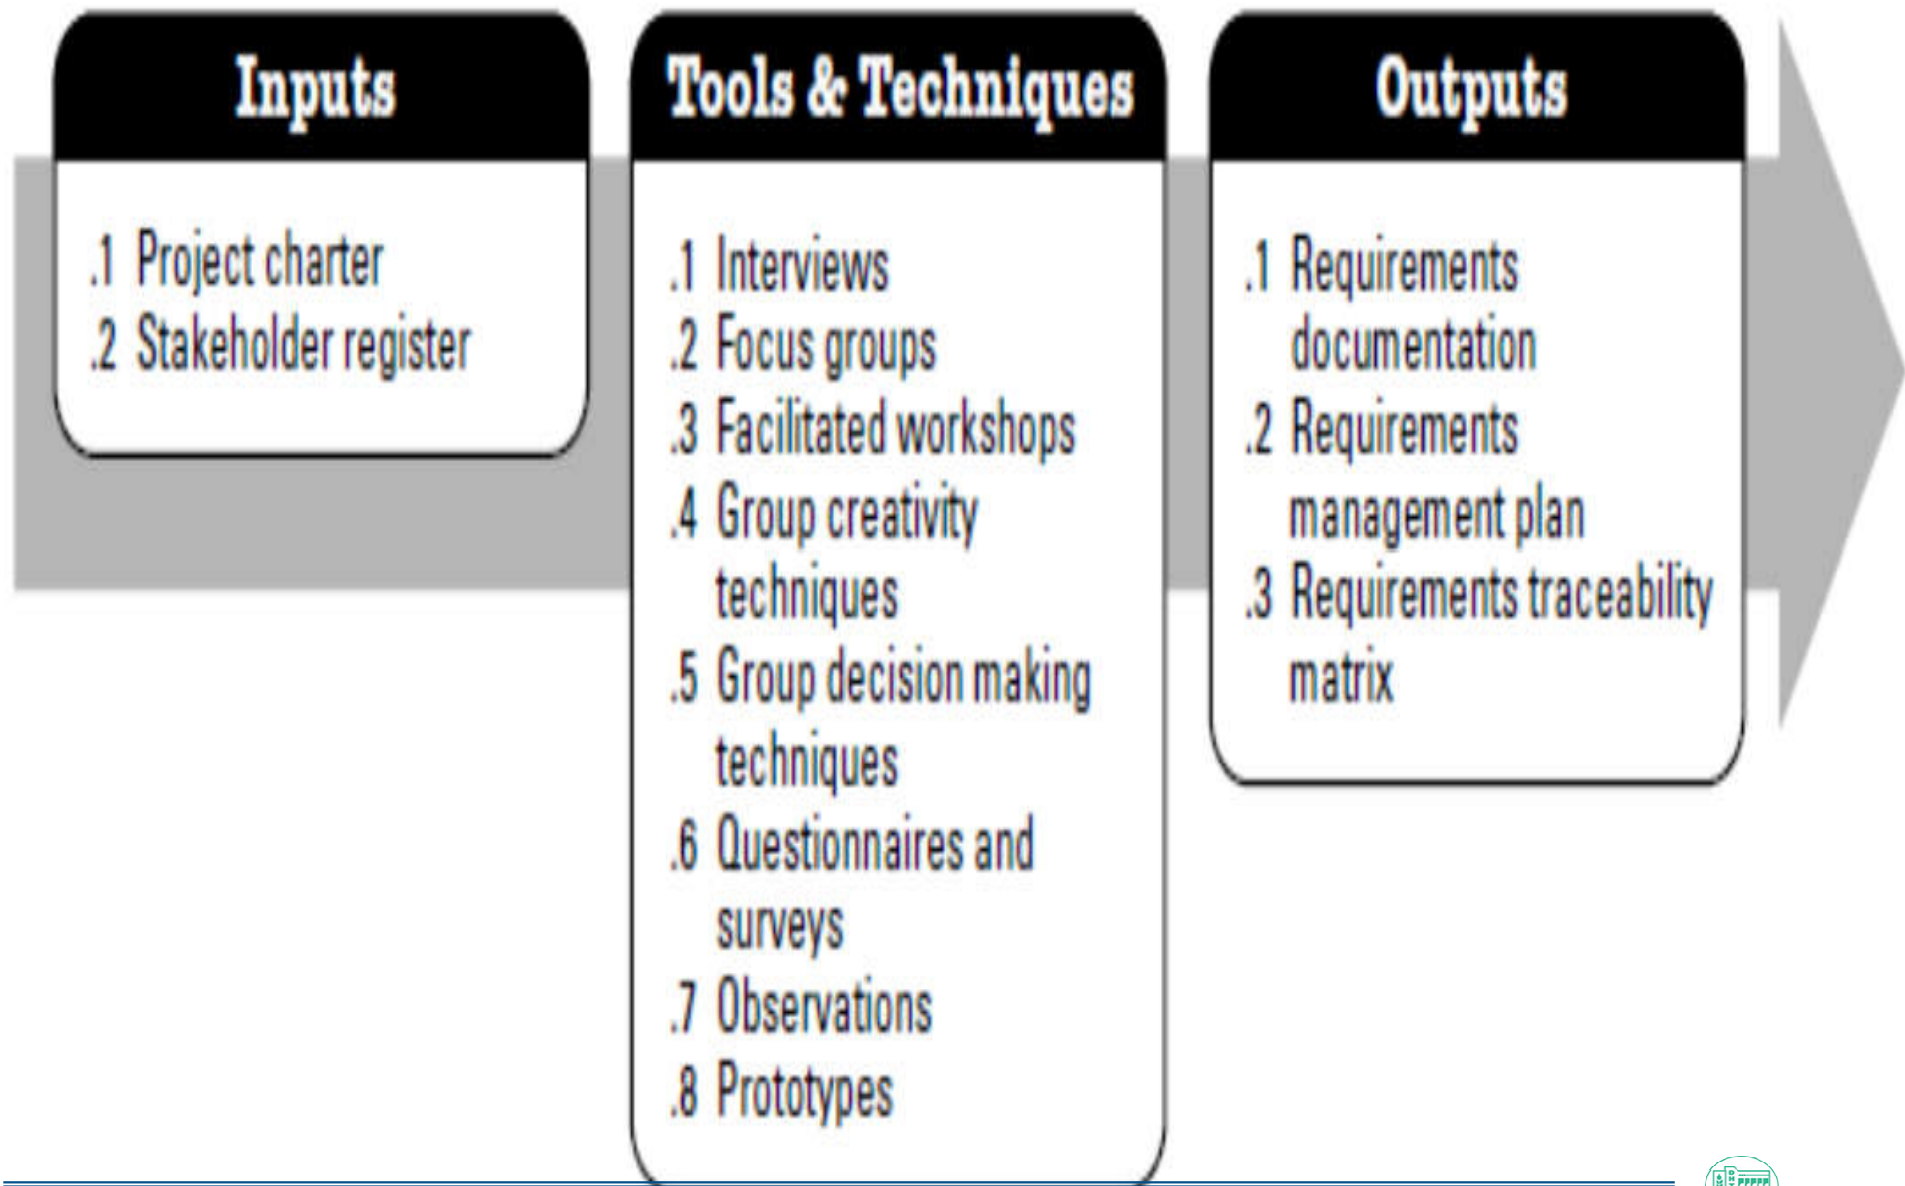 Inputs
.1 Project charter
.2 Stakeholder register
Tools & Techniques
.1 Interviews
.2 Focus groups
.3 Facilitated workshops
.4 Group creativity
techniques
.5 Group decision making
techniques
.6 Questionnaires and
surveys
.7 Observations
.8 Prototypes
Outputs
.1 Requirements
documentation
.2 Requirements
management plan
.3 Requirements traceability
matrix